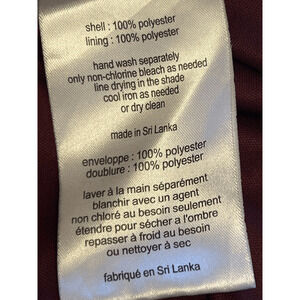 shell : 100% polyester
lining : 100% polyester
hand wash separately
only non-chlorine bleach as needed
line drying in the shade
cool iron as needed
or dry clean
made in Sri Lanka
enveloppe : 100% polyester
doublure : 100% polyester
laver à la main séparément
blanchir avec un agent
non chloré au besoin seulement
étendre pour sécher a l'ombre
repasser à froid au besoin
ou nettoyer à sec
fabriqué en Sri Lanka